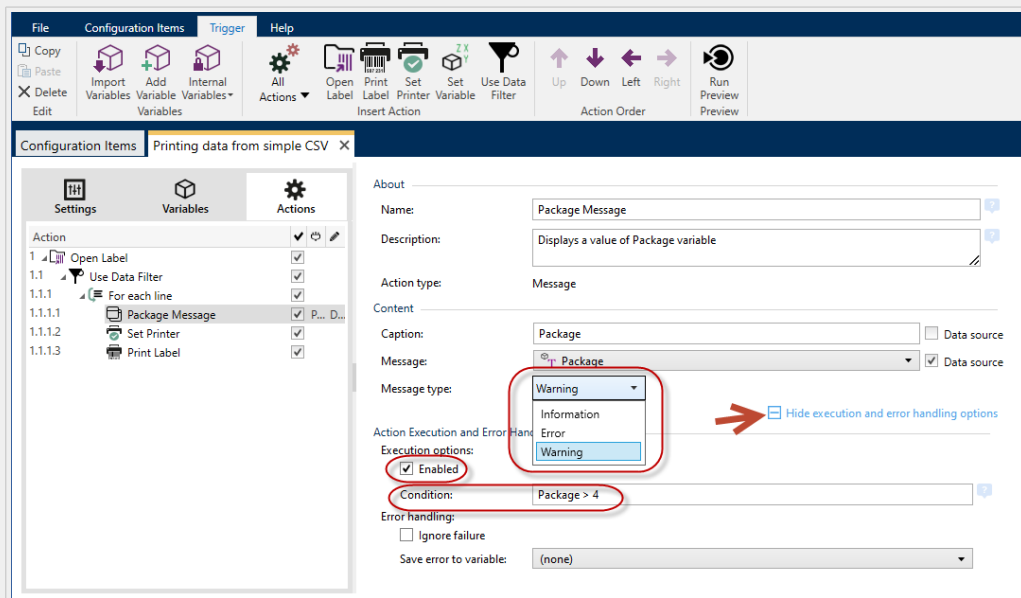 File Configuration Items Trigger Help
Copy
Paste
Delete
Edit
Import Variables
Add Variable
Internal Variables
Variables
All Actions
Open Label
Print Label
Set Printer
Set Variable
Use Data Filter
Insert Action
Up Down Left Right
Action Order
Run Preview
Preview
Configuration Items Printing data from simple CSV
Settings Variables Actions
Action
1 Open Label
1.1 Use Data Filter
1.1.1 For each line
1.1.1.1 Package Message P... D...
1.1.1.2 Set Printer
1.1.1.3 Print Label
About
Name: Package Message
Description: Displays a value of Package variable
Action type: Message
Content
Caption: Package Data source
Message: Package Data source
Message type: Warning
Information
Error
Warning
Hide execution and error handling options
Action Execution and Error Hand
Execution options:
Enabled
Condition: Package > 4
Error handling:
Ignore failure
Save error to variable: (none)